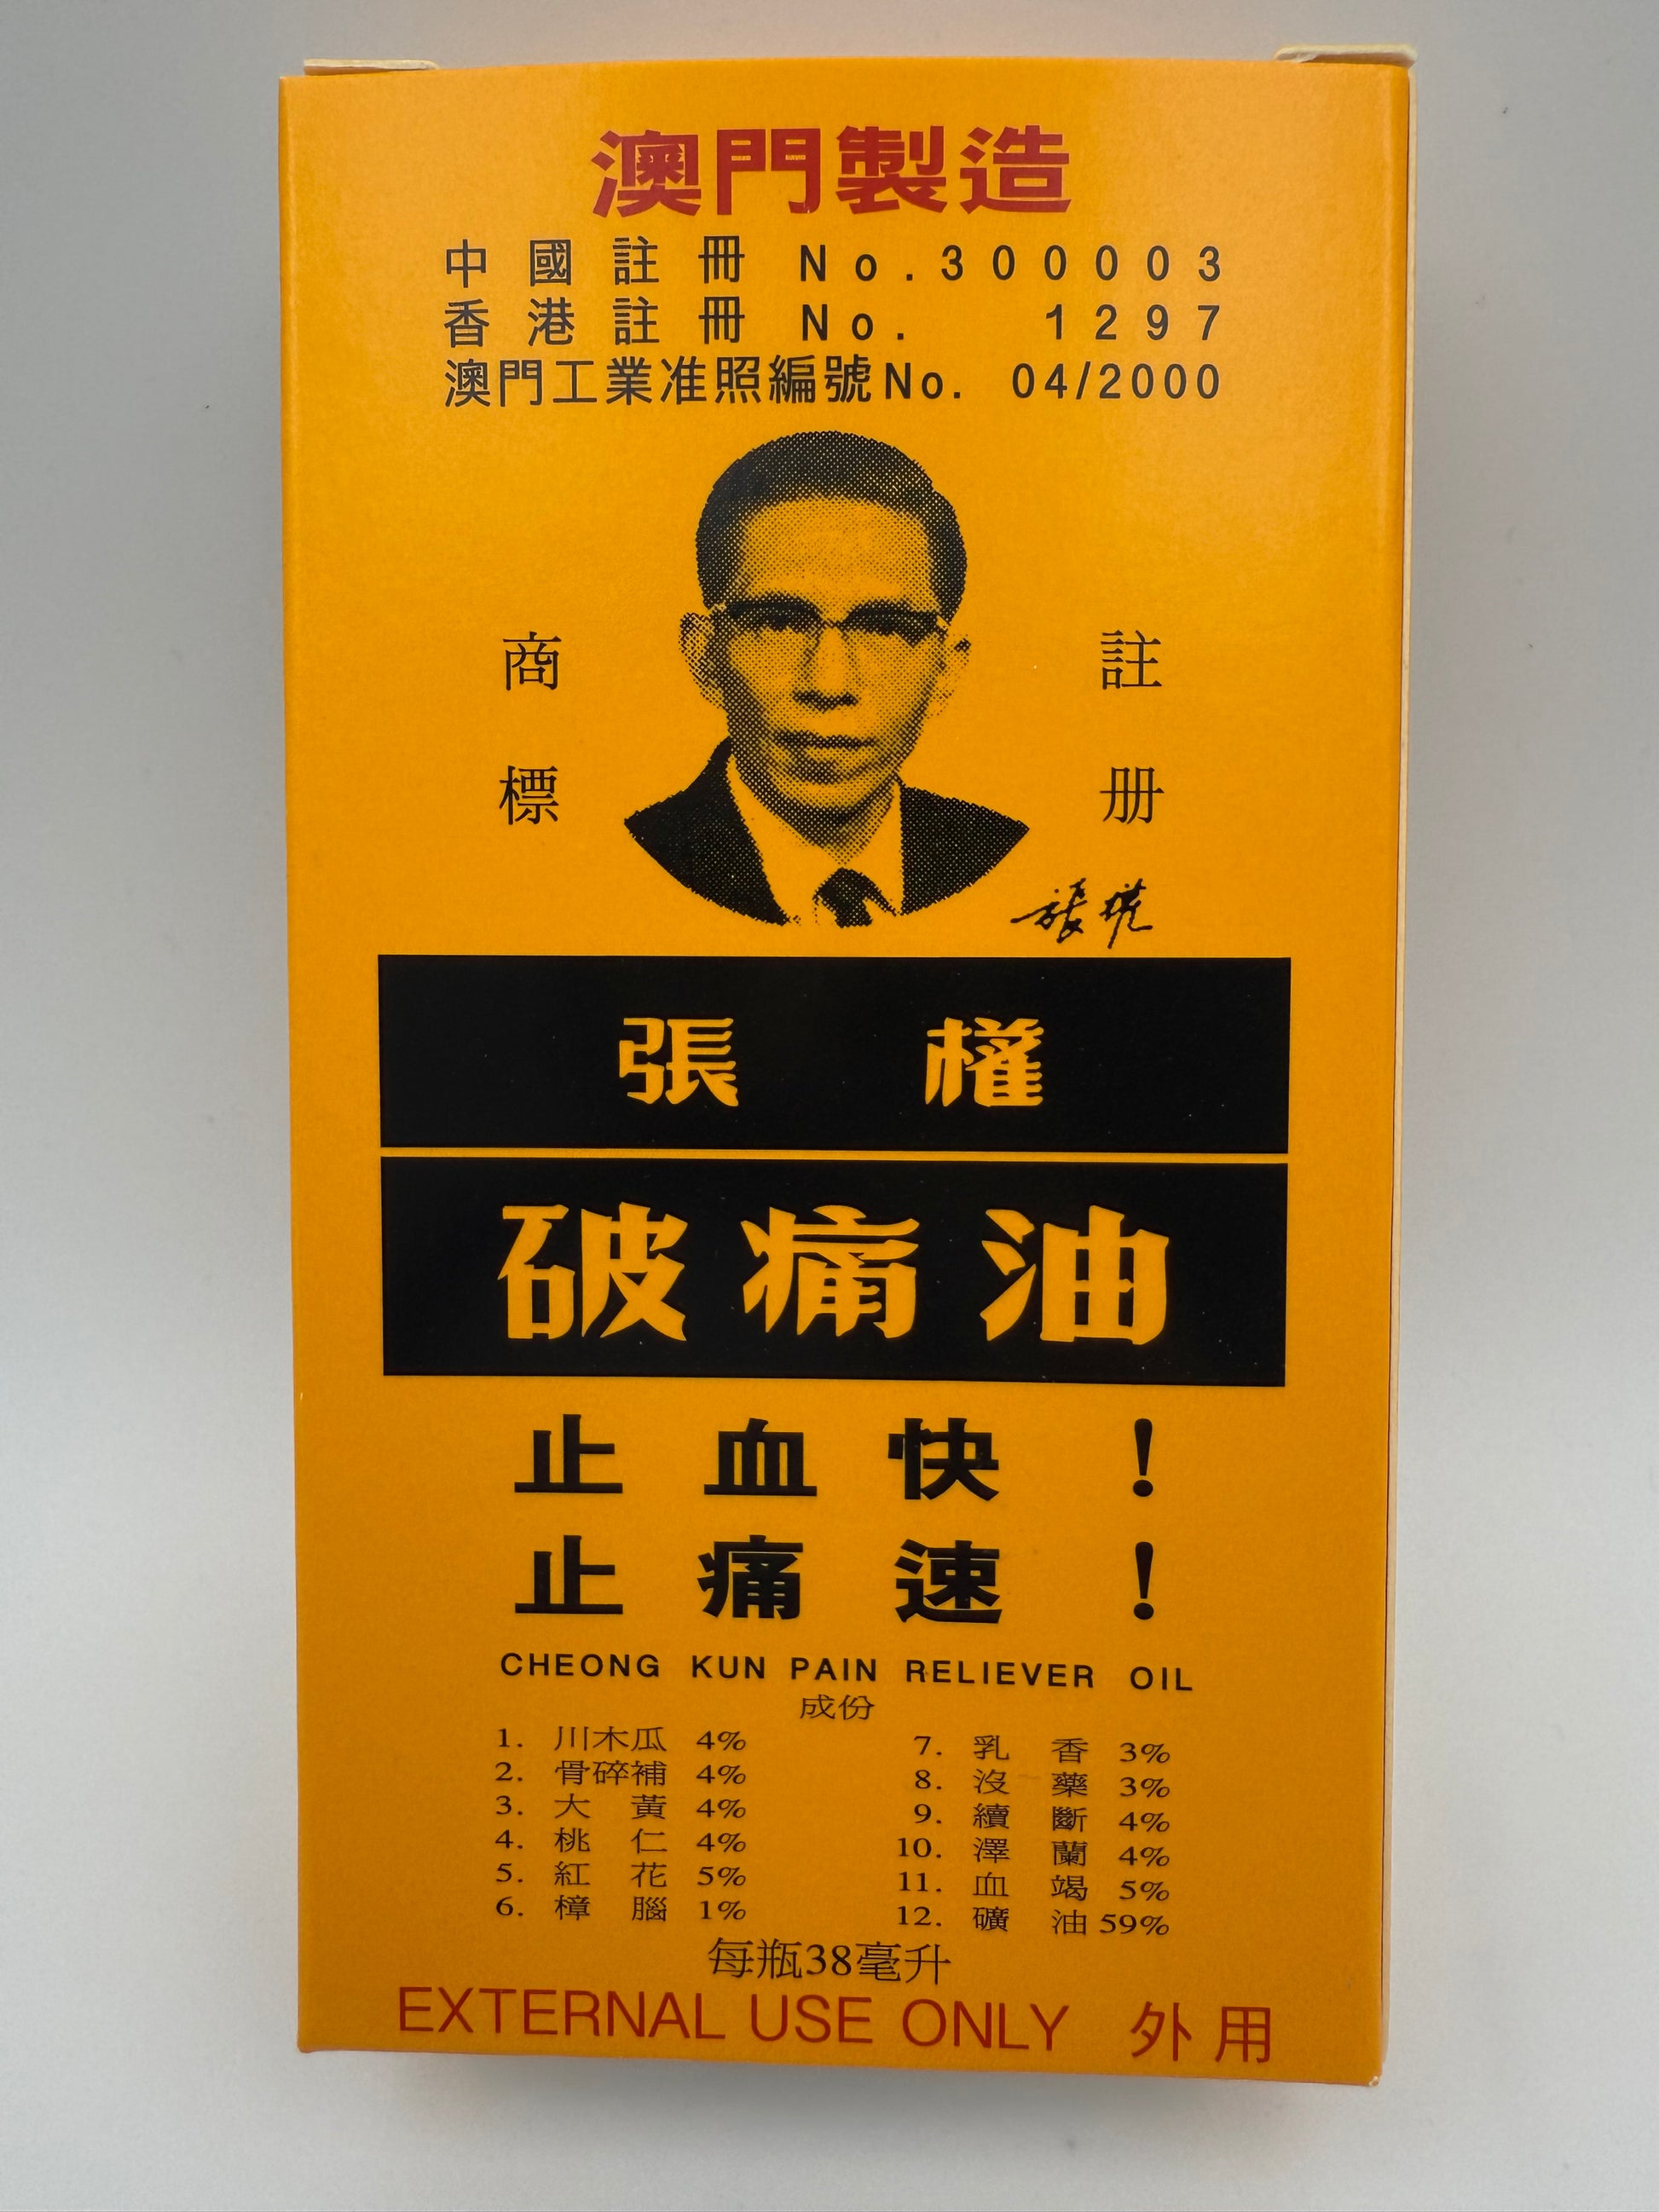 澳門製造
中國註冊 No.300003
香港註冊 No. 1297
澳門工業准照編號No. 04/2000
商標
註册
張權
破痛油
止血快！
止痛速！
CHEONG KUN PAIN RELIEVER OIL
成份
1. 川木瓜 4%
2. 骨碎補 4%
3. 大黃 4%
4. 桃仁 4%
5. 紅花 5%
6. 樟腦 1%
7. 乳香 3%
8. 沒藥 3%
9. 續斷 4%
10. 澤蘭 4%
11. 血竭 5%
12. 礦油 59%
每瓶38毫升
EXTERNAL USE ONLY 外用